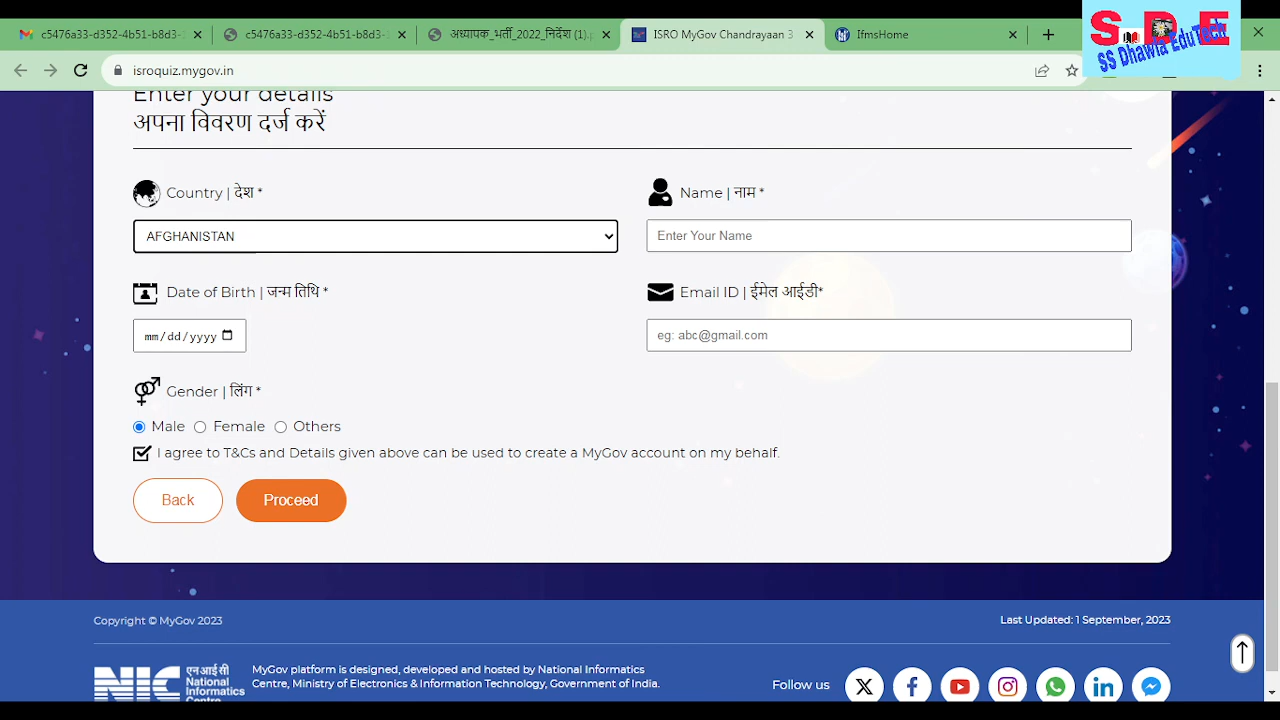 c5476a33-d352-4b51-b8d3-
c5476a33-d352-4b51-b8d3-
अध्यापक_भर्ती_2022_निर्देश (1).p
ISRO MyGov Chandrayaan 3
IfmsHome
S D E
SS Dhawla EduTech
isroquiz.mygov.in
Enter your details
अपना विवरण दर्ज करें
Country | देश *
Name | नाम *
AFGHANISTAN
Enter Your Name
Date of Birth | जन्म तिथि *
Email ID | ईमेल आईडी*
mm/dd/yyyy
eg: abc@gmail.com
Gender | लिंग *
Male Female Others
I agree to T&Cs and Details given above can be used to create a MyGov account on my behalf.
Back Proceed
Copyright © MyGov 2023
Last Updated: 1 September, 2023
NIC एन आई सी
National
Informatics
Centre
MyGov platform is designed, developed and hosted by National Informatics
Centre, Ministry of Electronics & Information Technology, Government of India.
Follow us